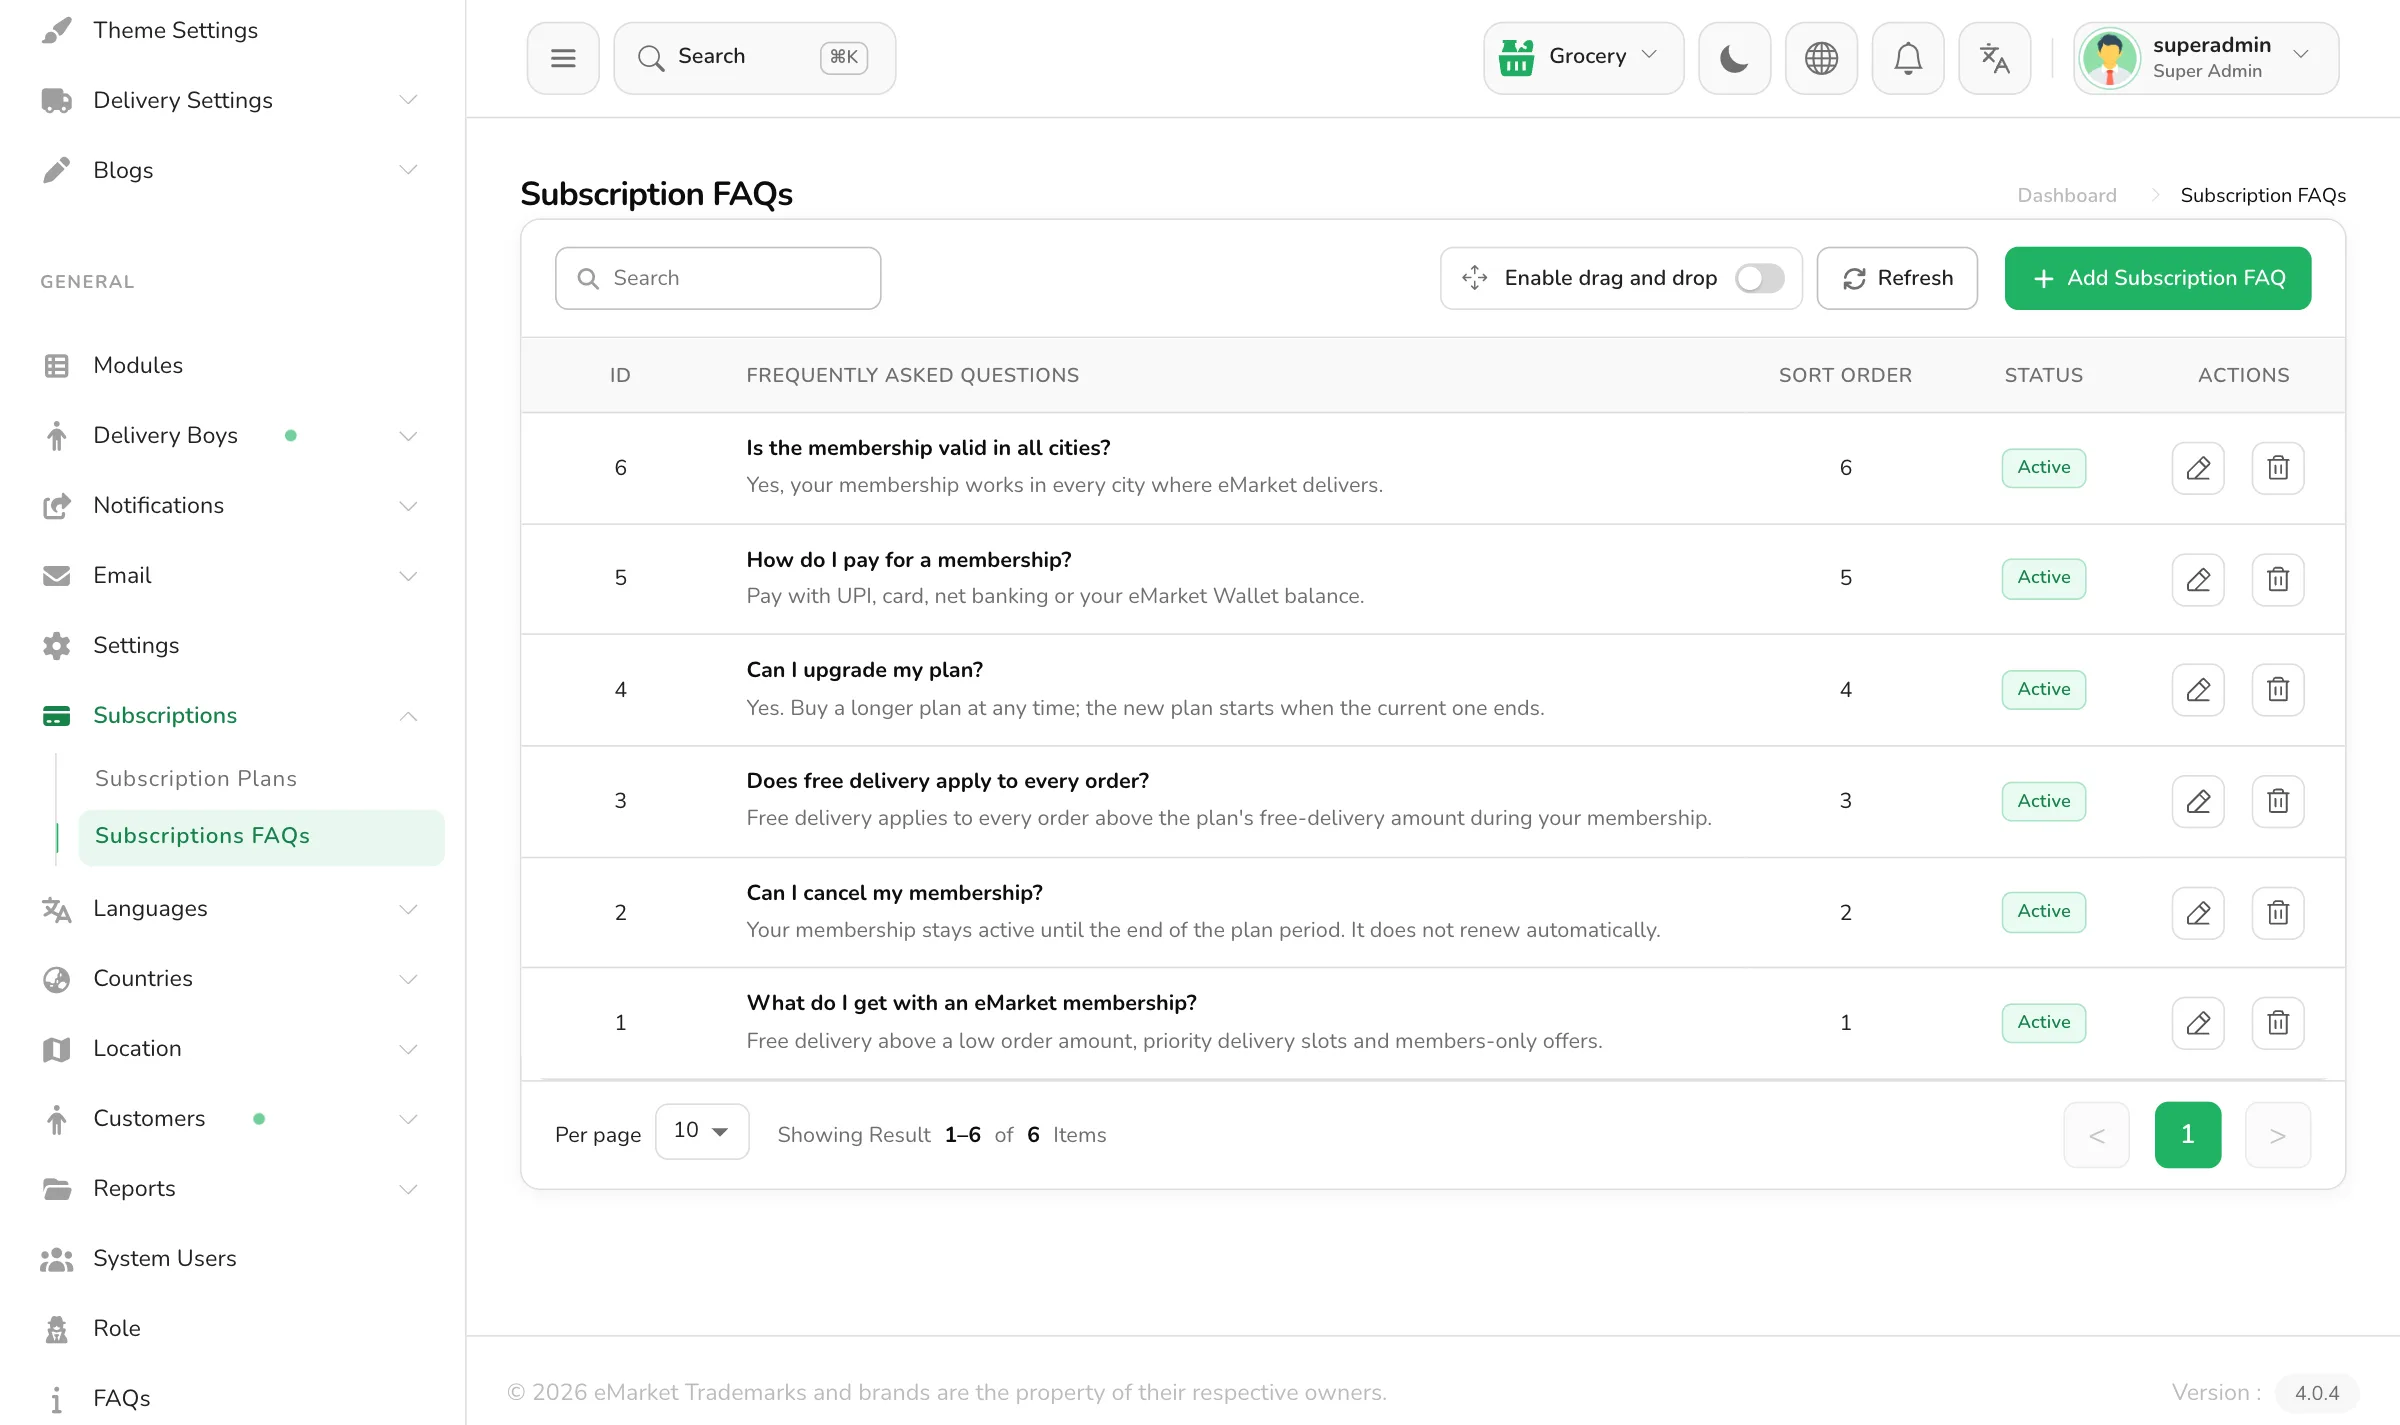 Theme Settings
Delivery Settings
Blogs
GENERAL
Modules
Delivery Boys
Notifications
Email
Settings
Subscriptions
Subscription Plans
Subscriptions FAQs
Languages
Countries
Location
Customers
Reports
System Users
Role
FAQs
Search ⌘K
Grocery
superadmin
Super Admin
Subscription FAQs
Dashboard > Subscription FAQs
Search
Enable drag and drop
Refresh
+ Add Subscription FAQ
ID FREQUENTLY ASKED QUESTIONS SORT ORDER STATUS ACTIONS
Is the membership valid in all cities?
6 6 Active
Yes, your membership works in every city where eMarket delivers.
How do I pay for a membership?
5 5 Active
Pay with UPI, card, net banking or your eMarket Wallet balance.
Can I upgrade my plan?
4 4 Active
Yes. Buy a longer plan at any time; the new plan starts when the current one ends.
Does free delivery apply to every order?
3 3 Active
Free delivery applies to every order above the plan's free-delivery amount during your membership.
Can I cancel my membership?
2 2 Active
Your membership stays active until the end of the plan period. It does not renew automatically.
What do I get with an eMarket membership?
1 1 Active
Free delivery above a low order amount, priority delivery slots and members-only offers.
Per page 10 Showing Result 1–6 of 6 Items
< 1 >
© 2026 eMarket Trademarks and brands are the property of their respective owners.
Version : 4.0.4